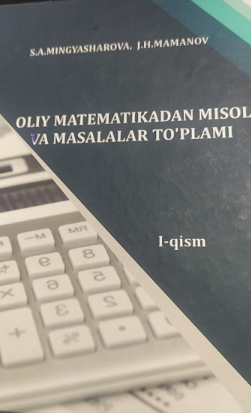 S.A.MINGYASHAROVA, J.H.MAMANOV
OLIY MATEMATIKADAN MISOL
VA MASALALAR TO'PLAMI
I-qism